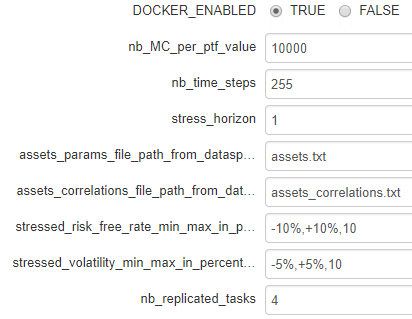 DOCKER_ENABLED TRUE FALSE
nb_MC_per_ptf_value 10000
nb_time_steps 255
stress_horizon 1
assets_params_file_path_from_datasp... assets.txt
assets_correlations_file_path_from_dat... assets_correlations.txt
stressed_risk_free_rate_min_max_in_p... -10%,+10%,10
stressed_volatility_min_max_in_percent... -5%,+5%,10
nb_replicated_tasks 4